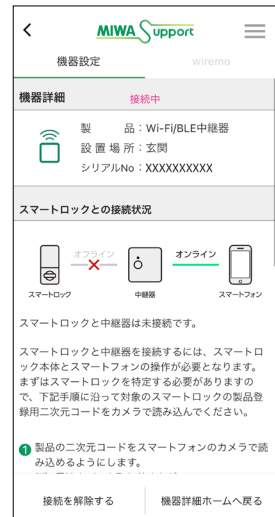 MIWA Support
機器設定 wiremo
機器詳細 接続中
製品:Wi-Fi/BLE中継器
設置場所:玄関
シリアルNo:XXXXXXXXXX
スマートロックとの接続状況
オフライン オンライン
スマートロック 中継器 スマートフォン
スマートロックと中継器は未接続です。
スマートロックと中継器を接続するには、スマートロ
ック本体とスマートフォンの操作が必要となります。
まずはスマートロックを特定する必要がありますの
で、下記手順に沿って対象のスマートロックの製品登
録用二次元コードをカメラで読み込んでください。
1 製品の二次元コードをスマートフォンのカメラで読
み込めるようにします。
接続を解除する 機器詳細ホームへ戻る